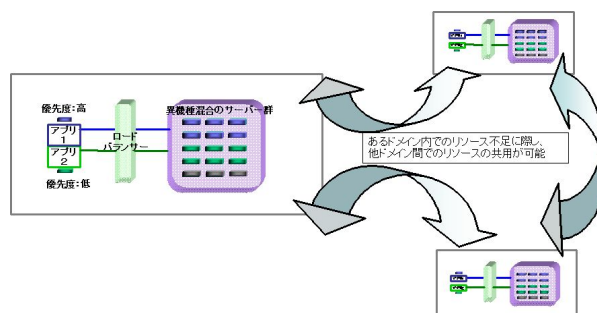 優先度:高
アプリ
1
アプリ
2
優先度:低
ロード
バランサー
異機種混合のサーバー群
あるドメイン内でのリソース不足に際し、
他ドメイン間でのリソースの共用が可能